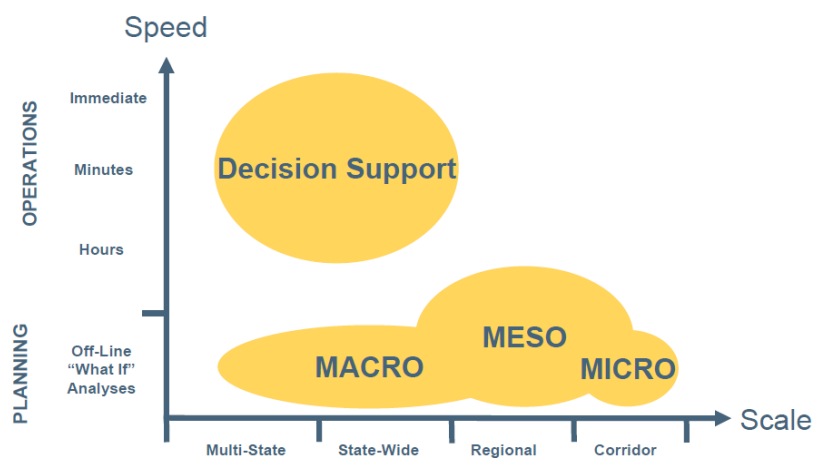 Speed
OPERATIONS
Immediate
Minutes
Hours
Decision Support
PLANNING
Off-Line
“What If”
Analyses
MACRO
MESO
MICRO
Scale
Multi-State
State-Wide
Regional
Corridor